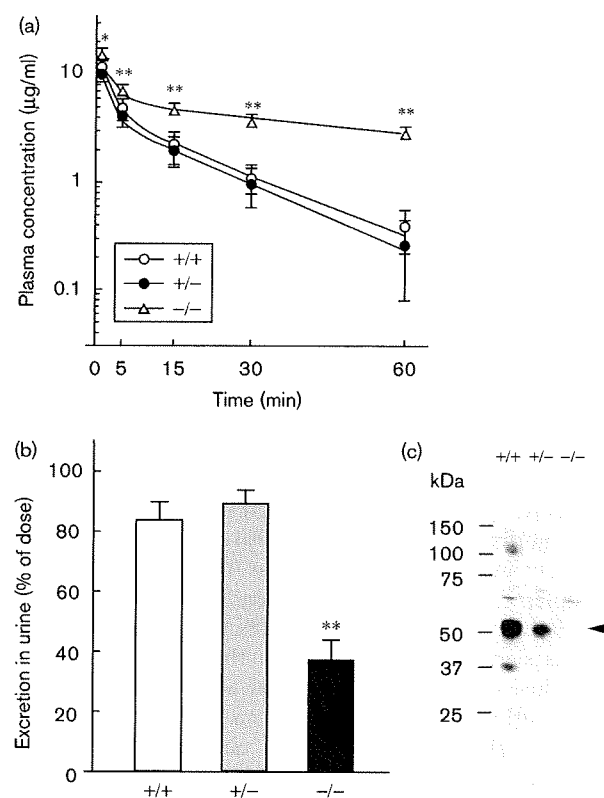 (a)
*
**
**
**
**
10
1
0.1
Plasma concentration (μg/ml)
+/+
+/−
−/−
0 5 15 30 60
Time (min)
(b)
100
80
60
40
20
0
Excretion in urine (% of dose)
**
+/+ +/− −/−
(c)
+/+ +/− −/−
kDa
150
100
75
50
37
25